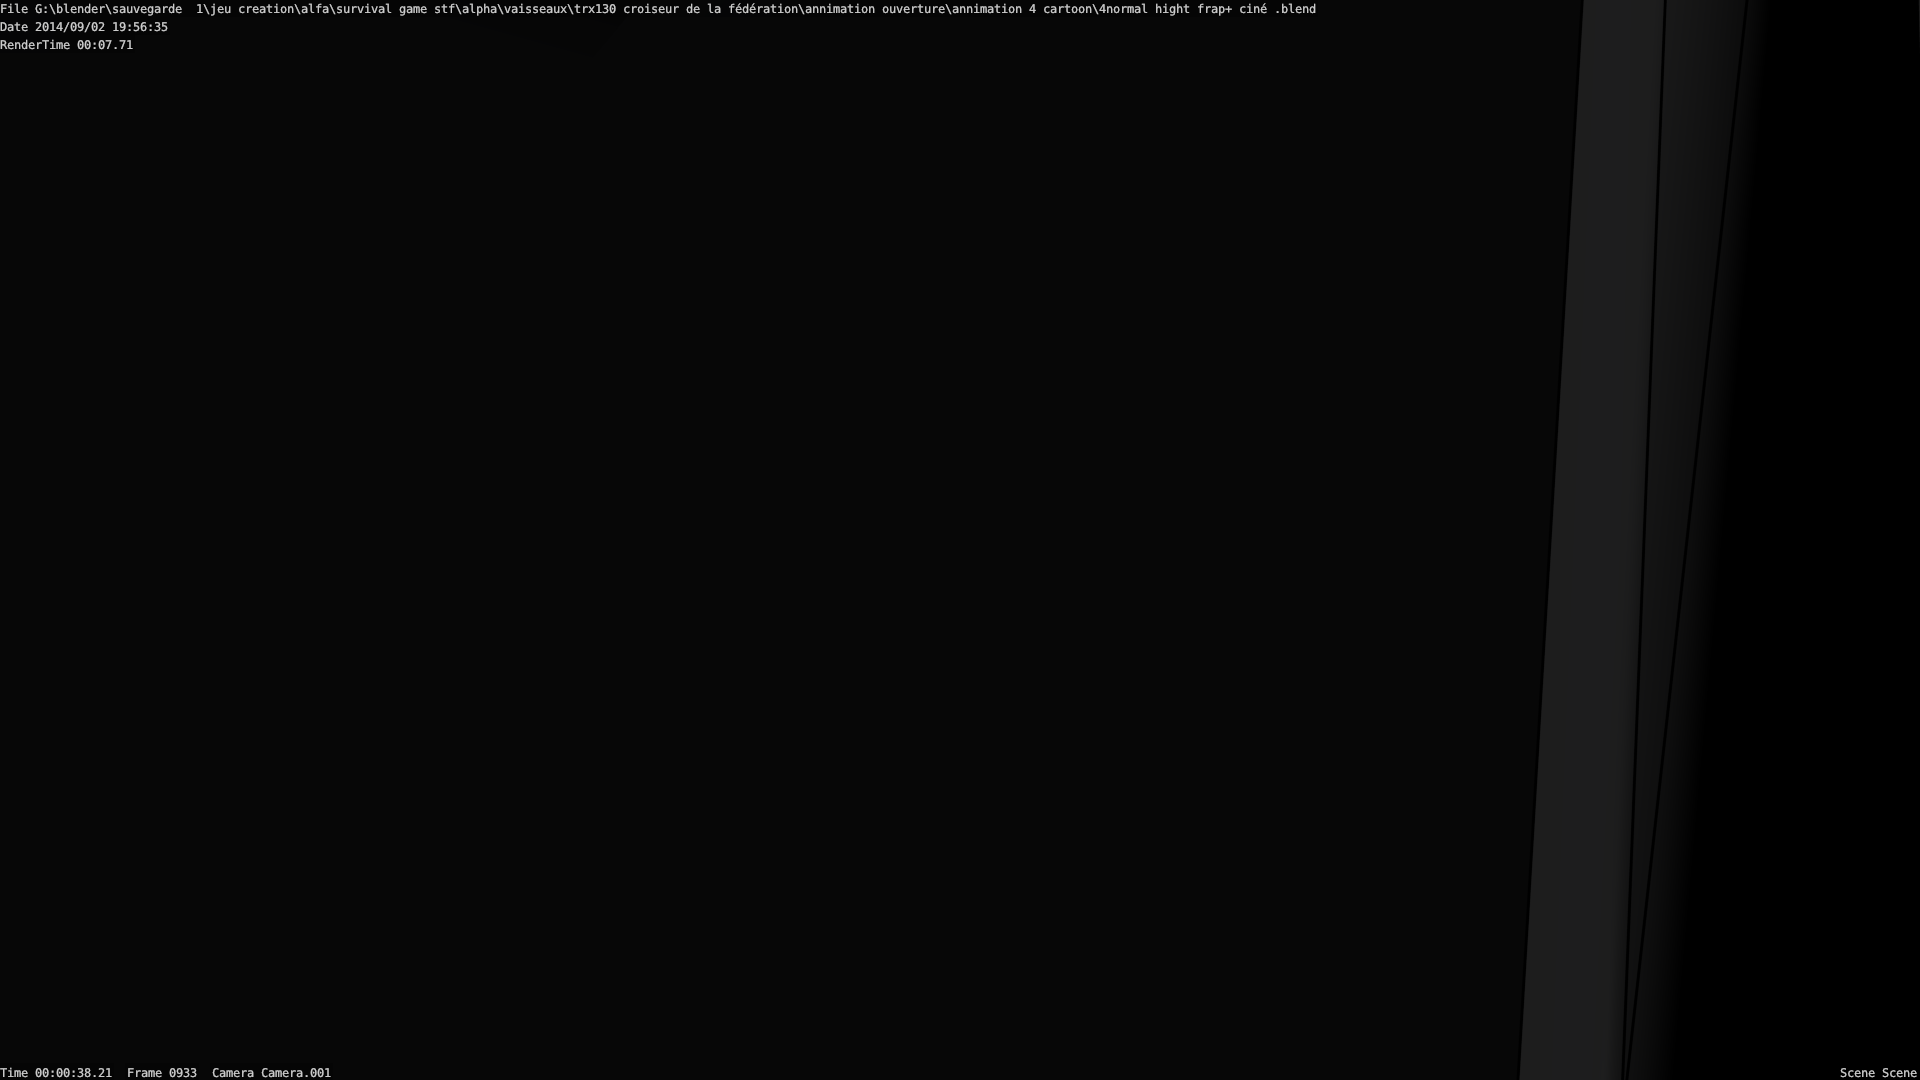 File G:\blender\sauvegarde  1\jeu creation\alfa\survival game stf\alpha\vaisseaux\trx130 croiseur de la fédération\annimation ouverture\annimation 4 cartoon\4normal hight frap+ ciné .blend
Date 2014/09/02 19:56:35
RenderTime 00:07.71
Time 00:00:38.21  Frame 0933  Camera Camera.001
Scene Scene